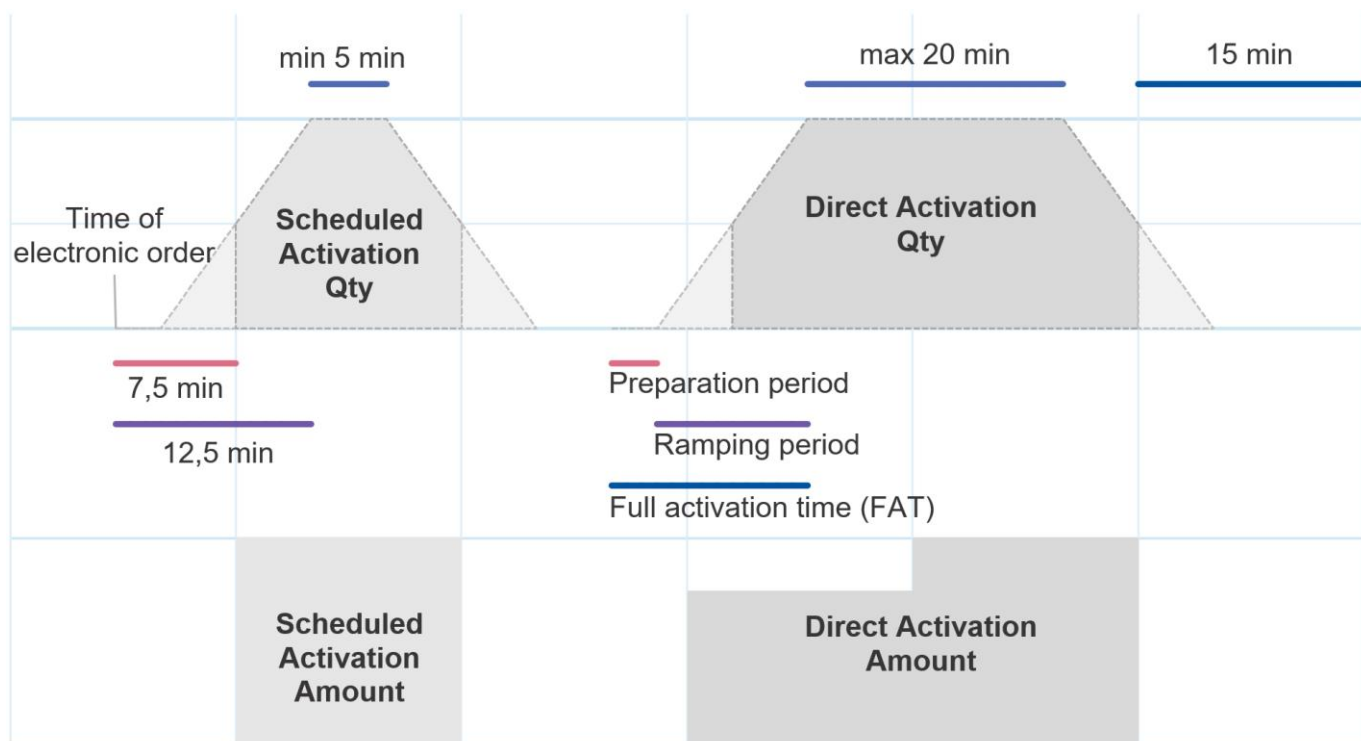 min 5 min
max 20 min
15 min
Time of
electronic order
Scheduled
Activation
Qty
Direct Activation
Qty
7,5 min
12,5 min
Preparation period
Ramping period
Full activation time (FAT)
Scheduled
Activation
Amount
Direct Activation
Amount